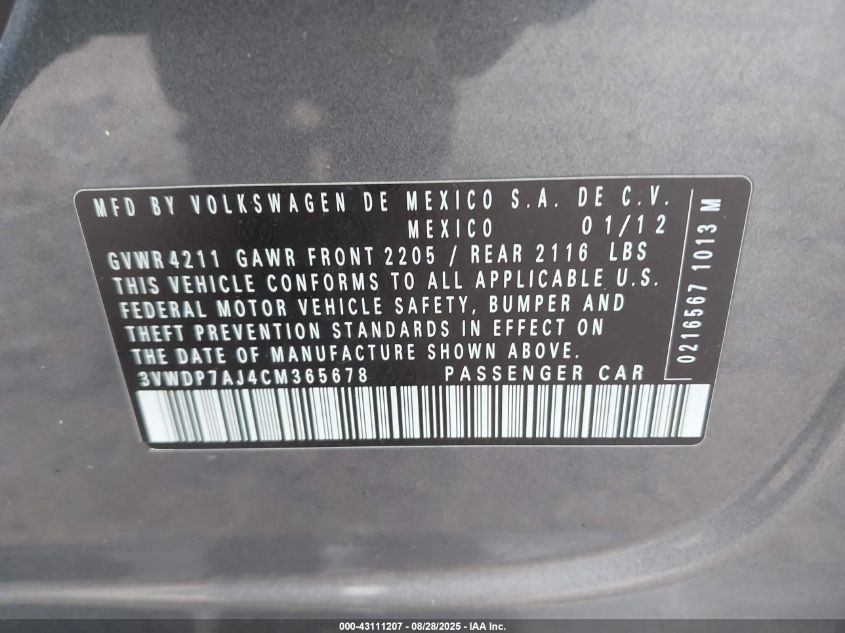 MFD BY VOLKSWAGEN DE MEXICO S.A. DE C.V.
MEXICO 01/12
GVWR 4211 GAWR FRONT 2205 / REAR 2116 LBS
THIS VEHICLE CONFORMS TO ALL APPLICABLE U.S.
FEDERAL MOTOR VEHICLE SAFETY, BUMPER AND
THEFT PREVENTION STANDARDS IN EFFECT ON
THE DATE OF MANUFACTURE SHOWN ABOVE.
3VWDP7AJ4CM365678 PASSENGER CAR
0216567 1013 M
000-43111207 - 08/28/2025 - IAA Inc.